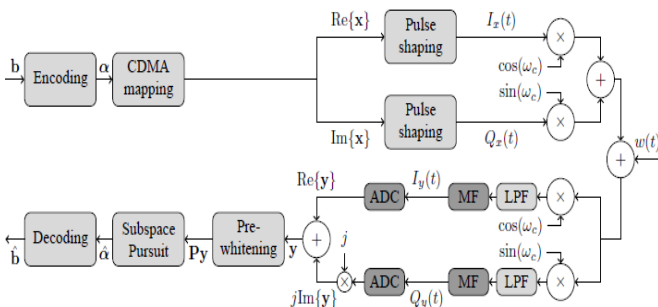 Re{x}
Pulse shaping
I_x(t)
×
cos(ω_c)
b
Encoding
α
CDMA mapping
+
sin(ω_c)
Im{x}
Pulse shaping
Q_x(t)
×
+
w(t)
Re{y}
I_y(t)
ADC
MF
LPF
×
cos(ω_c)
b̂
Decoding
α̂
Subspace Pursuit
Py
Pre-whitening
y
+
j
sin(ω_c)
×
jIm{y}
ADC
Q_y(t)
MF
LPF
×